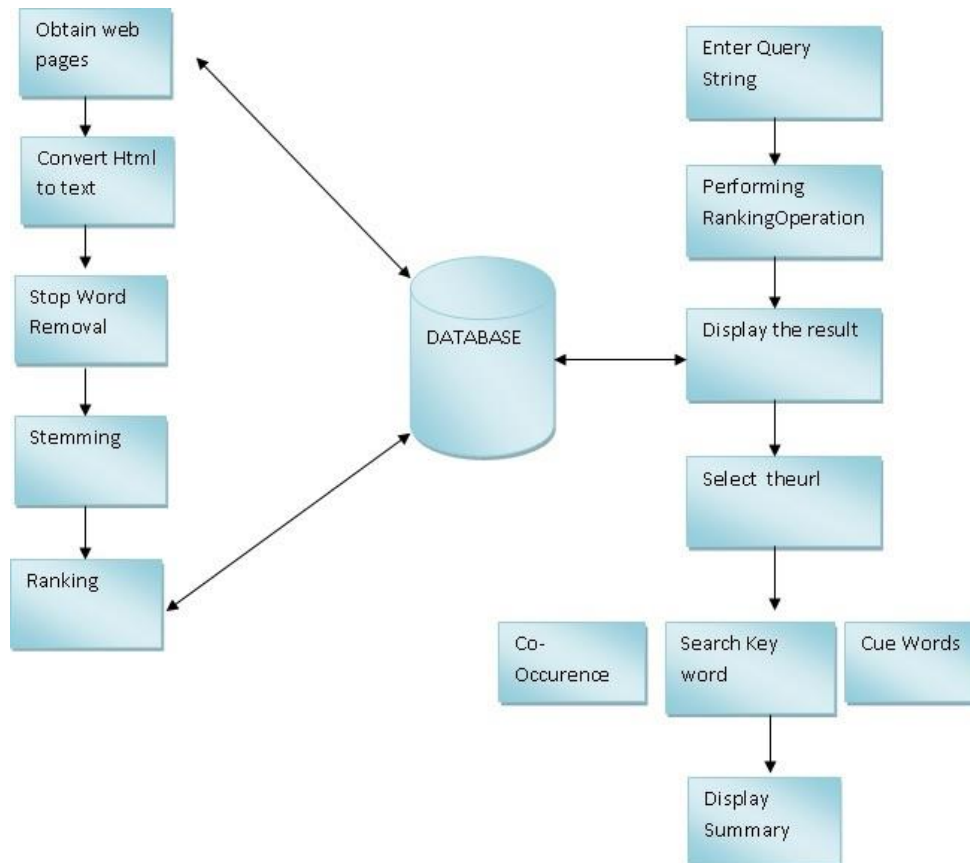 Obtain web
pages
Convert Html
to text
Stop Word
Removal
Stemming
Ranking
DATABASE
Enter Query
String
Performing
RankingOperation
Display the result
Select theurl
Co-
Occurence
Search Key
word
Cue Words
Display
Summary